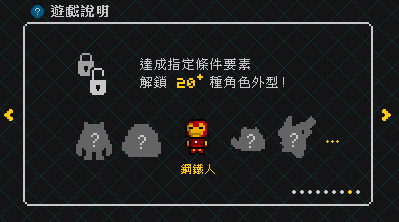 ? 遊戲說明
達成指定條件要素
解鎖 20+ 種角色外型!
? ? ? ? ...
鋼鐵人